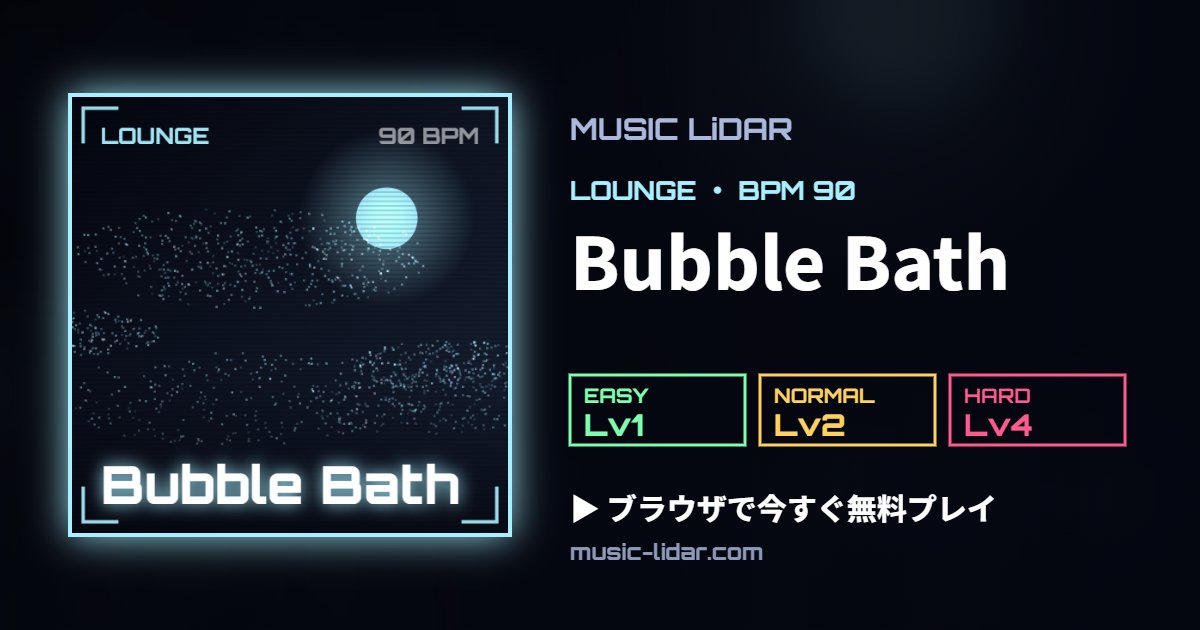 LOUNGE
90 BPM
Bubble Bath
MUSIC LiDAR
LOUNGE • BPM 90
Bubble Bath
EASY
Lv1
NORMAL
Lv2
HARD
Lv4
▶ ブラウザで今すぐ無料プレイ
music-lidar.com